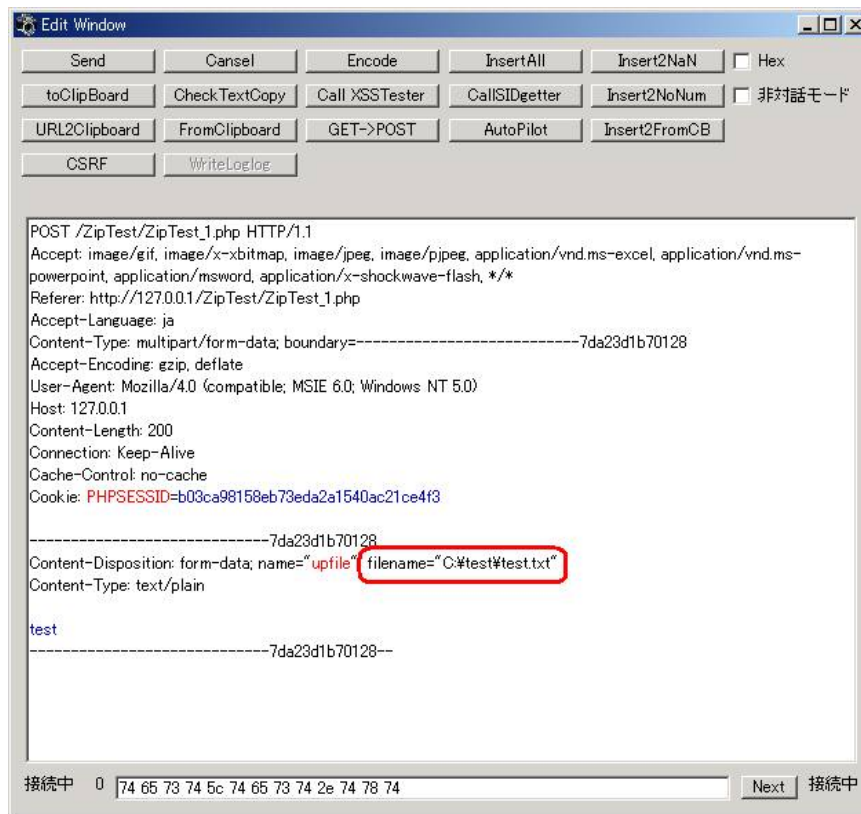 Edit Window
Send Cansel Encode InsertAll Insert2NaN Hex
toClipBoard CheckTextCopy Call XSSTester CallSIDgetter Insert2NoNum 非対話モード
URL2Clipboard FromClipboard GET->POST AutoPilot Insert2FromCB
CSRF WriteLoglog
POST /ZipTest/ZipTest_1.php HTTP/1.1
Accept: image/gif, image/x-xbitmap, image/jpeg, image/pjpeg, application/vnd.ms-excel, application/vnd.ms-
powerpoint, application/msword, application/x-shockwave-flash, */*
Referer: http://127.0.0.1/ZipTest/ZipTest_1.php
Accept-Language: ja
Content-Type: multipart/form-data; boundary=---------------------------7da23d1b70128
Accept-Encoding: gzip, deflate
User-Agent: Mozilla/4.0 (compatible; MSIE 6.0; Windows NT 5.0)
Host: 127.0.0.1
Content-Length: 200
Connection: Keep-Alive
Cache-Control: no-cache
Cookie: PHPSESSID=b03ca98158eb73eda2a1540ac21ce4f3
-----------------------------7da23d1b70128
Content-Disposition: form-data; name="upfile"; filename="C:¥test¥test.txt"
Content-Type: text/plain
test
-----------------------------7da23d1b70128--
接続中 0 74 65 73 74 5c 74 65 73 74 2e 74 78 74 Next 接続中